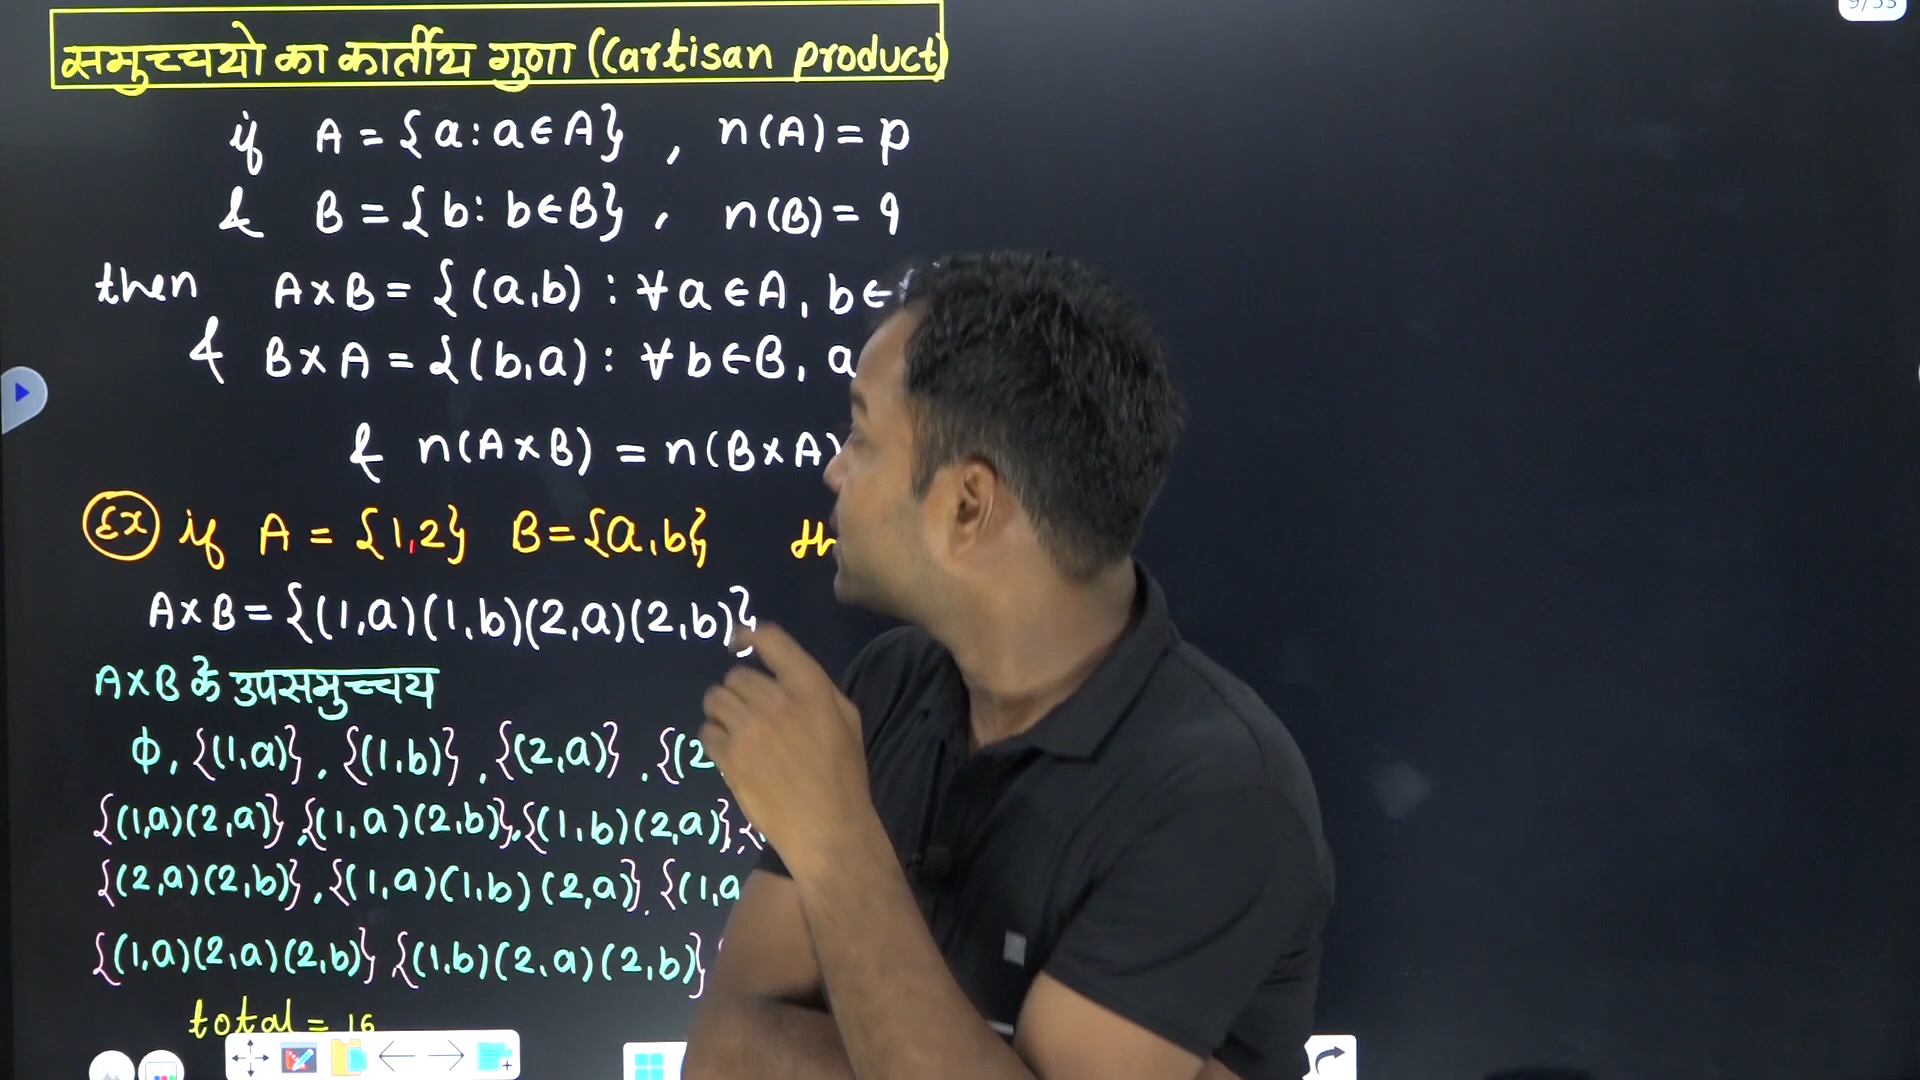 9/53
समुच्चयो का कार्तीय गुणा (Cartisan product)
if A = {a : a ∈ A} , n(A) = p
& B = {b : b ∈ B} , n(B) = q
then A×B = {(a,b) : ∀ a ∈ A, b ∈
& B×A = {(b,a) : ∀ b ∈ B, a
& n(A×B) = n(B×A)
Ex if A = {1,2} B = {a,b}
A×B = {(1,a)(1,b)(2,a)(2,b)}
A×B के उपसमुच्चय
ϕ, {(1,a)}, {(1,b)}, {(2,a)}, {(2
{(1,a)(2,a)}, {(1,a)(2,b)}, {(1,b)(2,a)}, {
{(2,a)(2,b)}, {(1,a)(1,b)(2,a)}, {(1,a
{(1,a)(2,a)(2,b)} {(1,b)(2,a)(2,b)}
total = 16